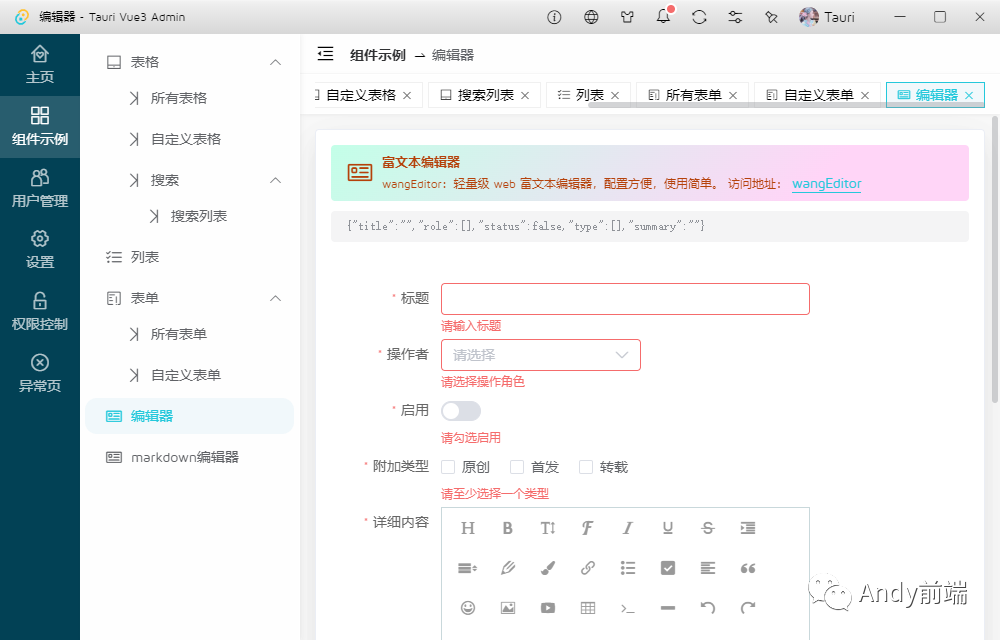 编辑器 - Tauri Vue3 Admin
Tauri
主页
组件示例
用户管理
设置
权限控制
异常页
表格
所有表格
自定义表格
搜索
搜索列表
列表
表单
所有表单
自定义表单
编辑器
markdown编辑器
组件示例 → 编辑器
自定义表格 ×
搜索列表 ×
列表 ×
所有表单 ×
自定义表单 ×
编辑器 ×
富文本编辑器
wangEditor：轻量级 web 富文本编辑器，配置方便，使用简单。 访问地址： wangEditor
{"title":"","role":[],"status":false,"type":[],"summary":""}
* 标题
请输入标题
* 操作者
请选择
请选择操作角色
* 启用
请勾选启用
* 附加类型
原创
首发
转载
请至少选择一个类型
* 详细内容
Andy前端